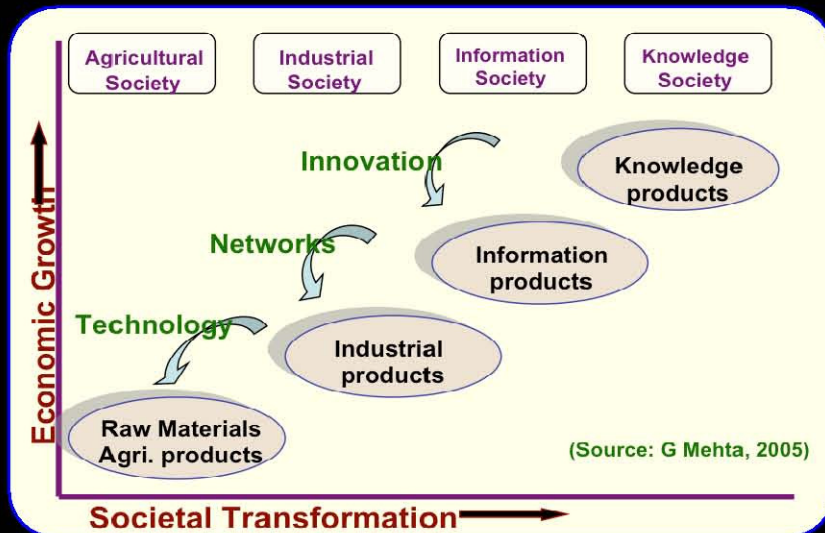 Agricultural
Society
Industrial
Society
Information
Society
Knowledge
Society
Economic Growth
Innovation
Knowledge
products
Networks
Information
products
Technology
Industrial
products
Raw Materials
Agri. products
(Source: G Mehta, 2005)
Societal Transformation